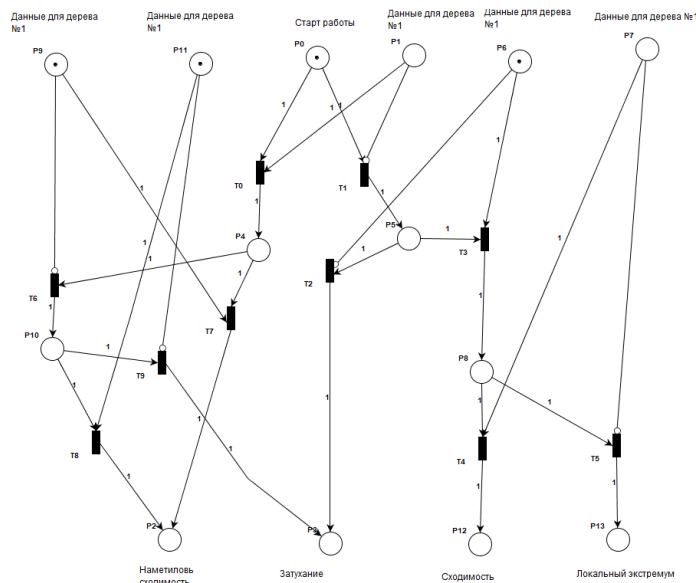 Данные для дерева
№1
Данные для дерева
№1
Старт работы
Данные для дерева
№1
Данные для дерева
№1
Данные для дерева №1
P9
P11
P0
P1
P6
P7
1
1
1
1
T0
T1
1
1
1
1
P4
P5
1
T3
1
1
1
T2
T6
1
T7
1
P10
1
T9
1
P8
1
1
1
T8
1
1
T4
T5
1
1
1
P2
P3
P12
P13
Наметиловь
сходимость
Затухание
Сходимость
Локальный экстремум